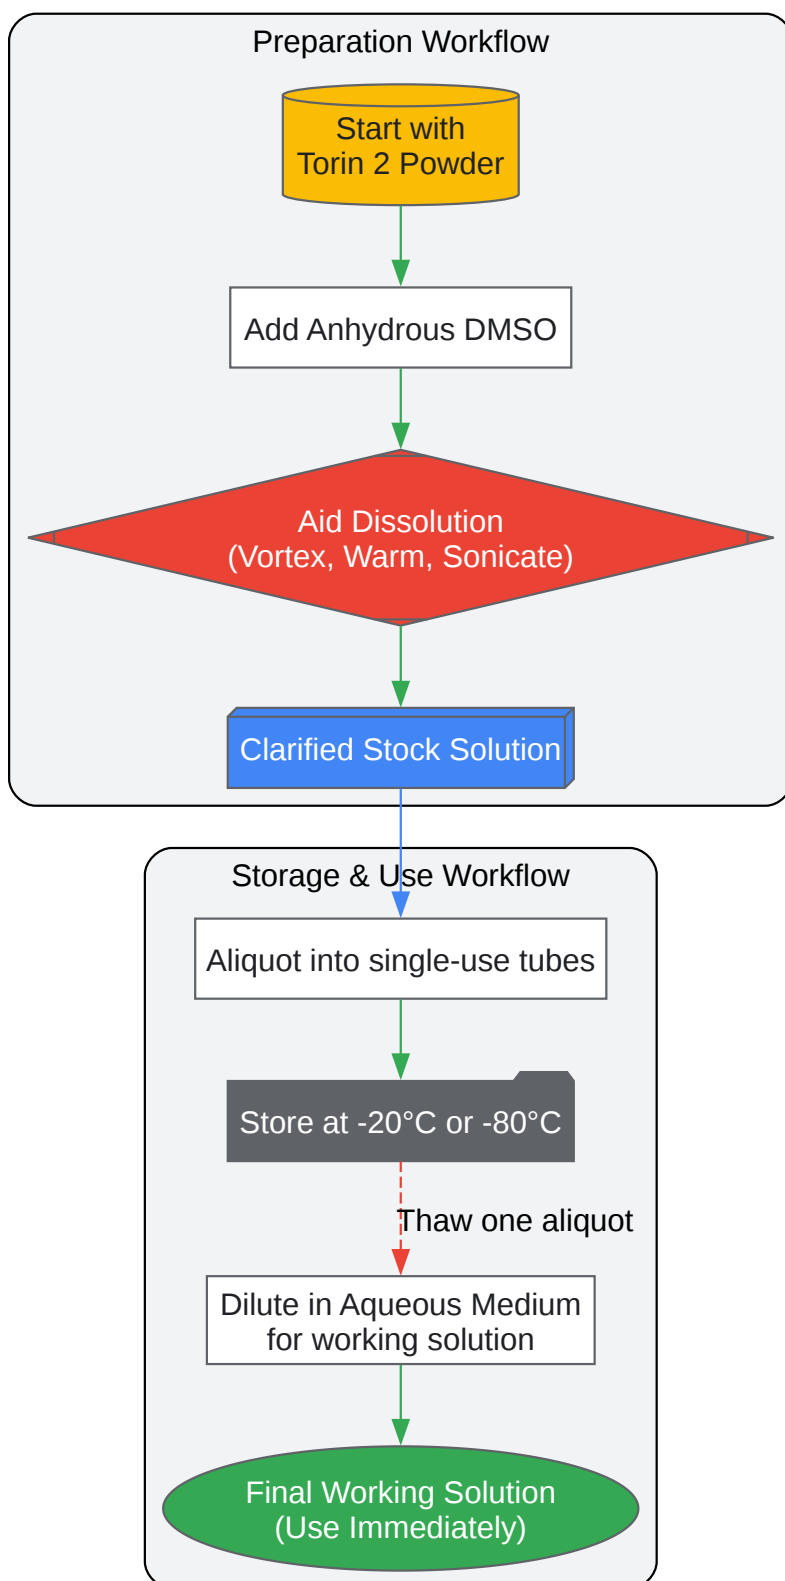 Preparation Workflow
Start with
Torin 2 Powder
Add Anhydrous DMSO
Aid Dissolution
(Vortex, Warm, Sonicate)
Clarified Stock Solution
Storage & Use Workflow
Aliquot into single-use tubes
Store at -20°C or -80°C
Thaw one aliquot
Dilute in Aqueous Medium
for working solution
Final Working Solution
(Use Immediately)